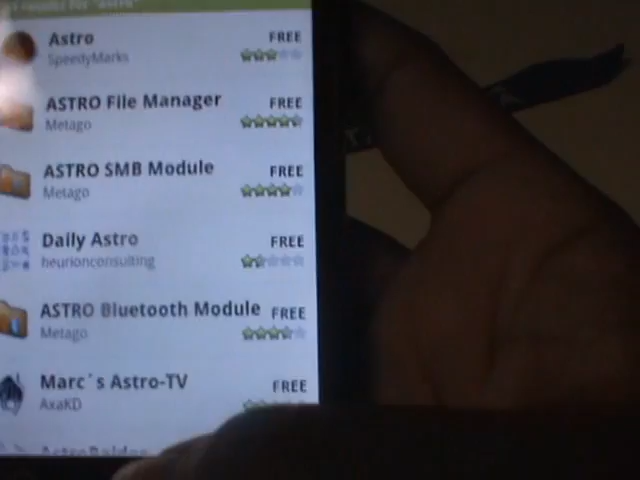 Astro
FREE
SpeedyMarks
ASTRO File Manager
FREE
Metago
ASTRO SMB Module
FREE
Metago
Daily Astro
FREE
heurionconsulting
ASTRO Bluetooth Module
FREE
Metago
Marc´s Astro-TV
FREE
AxaKD